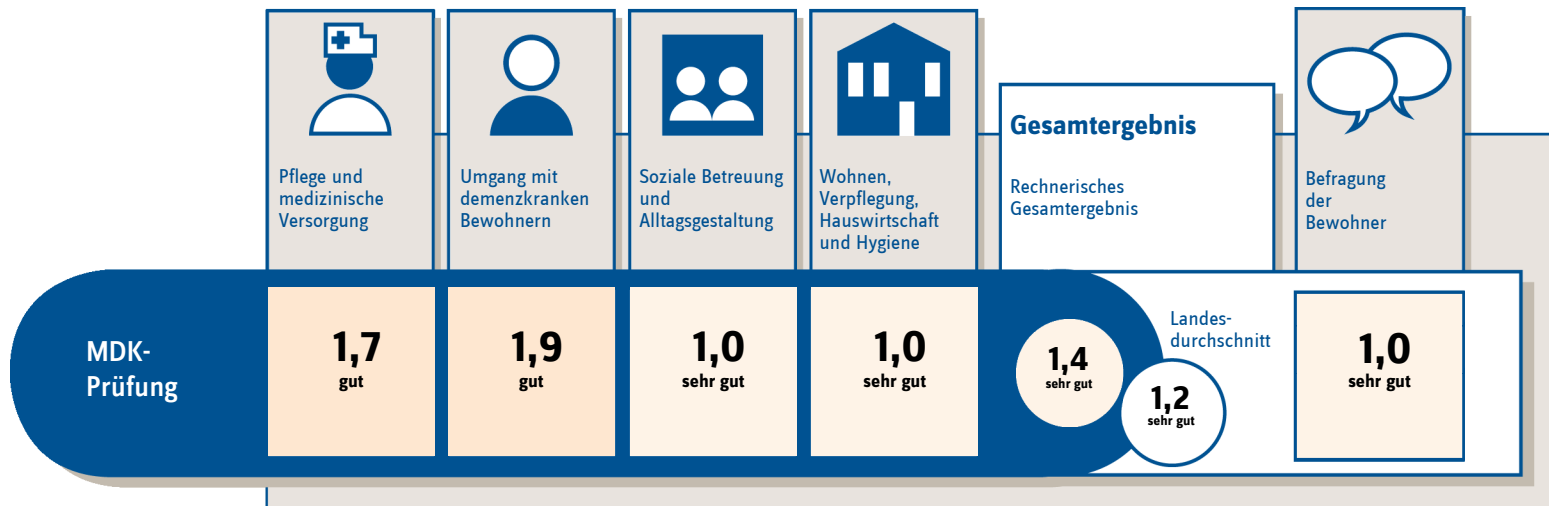 Pflege und
medizinische
Versorgung
Umgang mit
demenzkranken
Bewohnern
Soziale Betreuung
und
Alltagsgestaltung
Wohnen,
Verpflegung,
Hauswirtschaft
und Hygiene
Gesamtergebnis
Rechnerisches
Gesamtergebnis
Befragung
der
Bewohner
MDK-
Prüfung
1,7
gut
1,9
gut
1,0
sehr gut
1,0
sehr gut
1,4
sehr gut
Landes-
durchschnitt
1,2
sehr gut
1,0
sehr gut